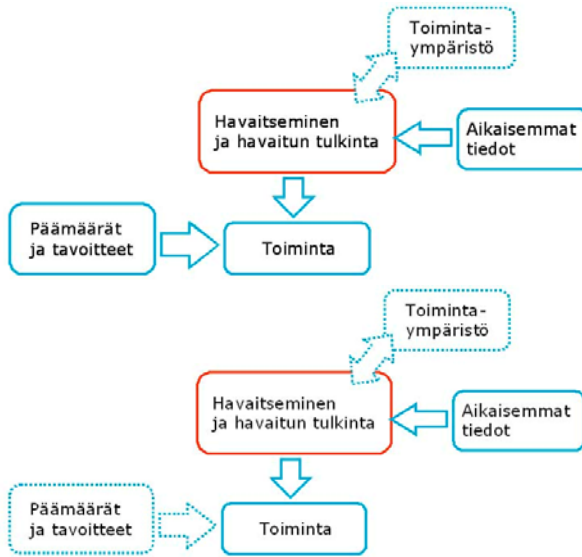 Toiminta-
ympäristö
Havaitseminen
ja havaitun tulkinta
Aikaisemmat
tiedot
Päämäärät
ja tavoitteet
Toiminta
Toiminta-
ympäristö
Havaitseminen
ja havaitun tulkinta
Aikaisemmat
tiedot
Päämäärät
ja tavoitteet
Toiminta